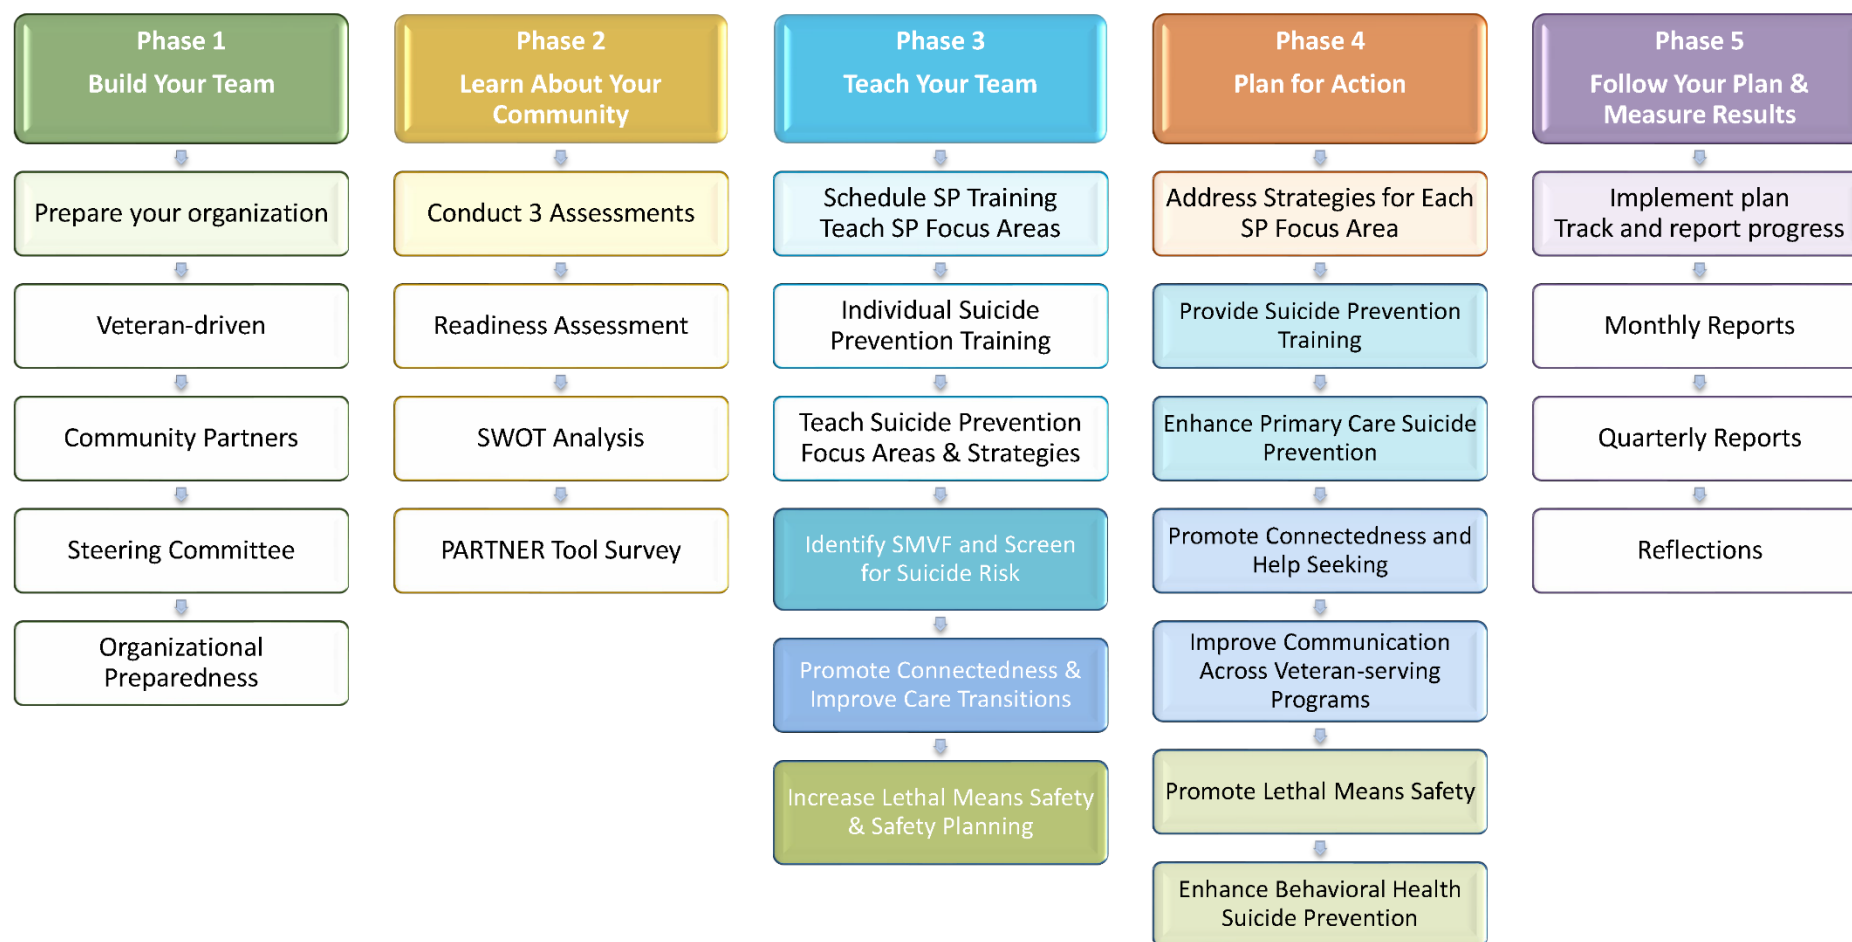 Phase 1
Build Your Team
Prepare your organization
Veteran-driven
Community Partners
Steering Committee
Organizational
Preparedness
Phase 2
Learn About Your
Community
Conduct 3 Assessments
Readiness Assessment
SWOT Analysis
PARTNER Tool Survey
Phase 3
Teach Your Team
Schedule SP Training
Teach SP Focus Areas
Individual Suicide
Prevention Training
Teach Suicide Prevention
Focus Areas & Strategies
Identify SMVF and Screen
for Suicide Risk
Promote Connectedness &
Improve Care Transitions
Increase Lethal Means Safety
& Safety Planning
Phase 4
Plan for Action
Address Strategies for Each
SP Focus Area
Provide Suicide Prevention
Training
Enhance Primary Care Suicide
Prevention
Promote Connectedness and
Help Seeking
Improve Communication
Across Veteran-serving
Programs
Promote Lethal Means Safety
Enhance Behavioral Health
Suicide Prevention
Phase 5
Follow Your Plan &
Measure Results
Implement plan
Track and report progress
Monthly Reports
Quarterly Reports
Reflections